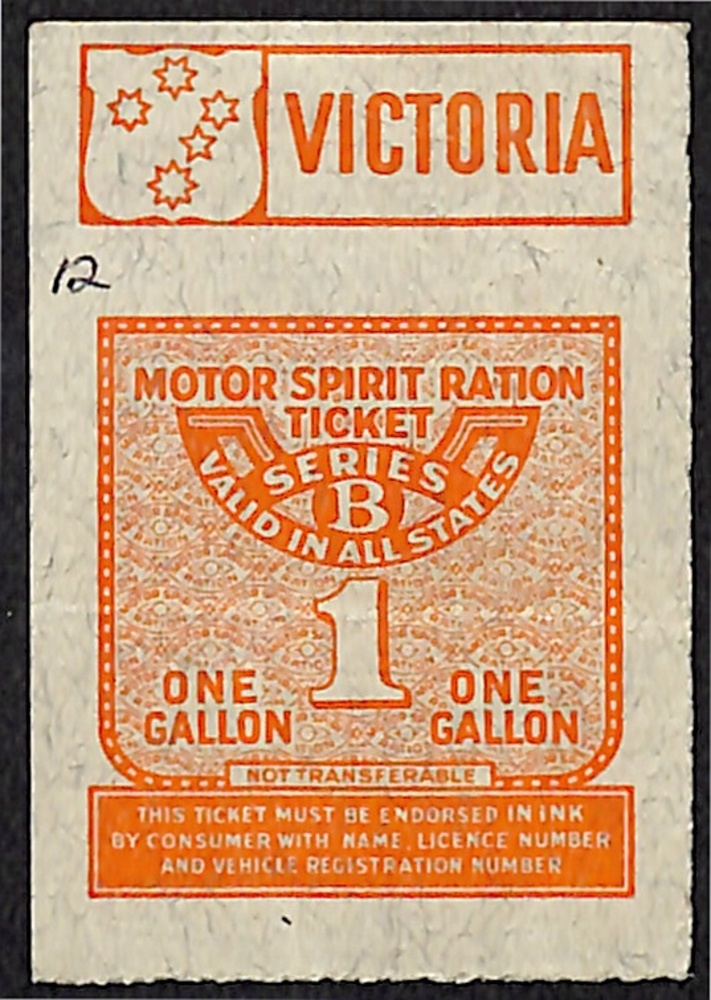 VICTORIA
12
MOTOR SPIRIT RATION
TICKET
SERIES
B
VALID IN ALL STATES
1
ONE GALLON
ONE GALLON
NOT TRANSFERABLE
THIS TICKET MUST BE ENDORSED IN INK
BY CONSUMER WITH NAME, LICENCE NUMBER
AND VEHICLE REGISTRATION NUMBER